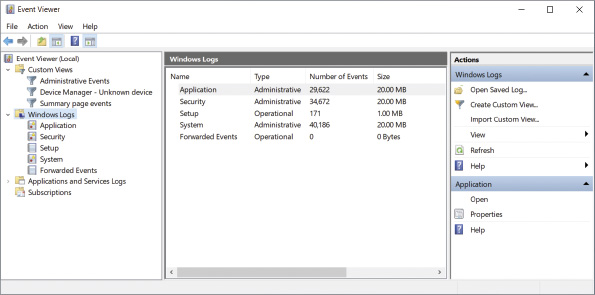 Event Viewer
File Action View Help
Event Viewer (Local)
Custom Views
Administrative Events
Device Manager - Unknown device
Summary page events
Windows Logs
Application
Security
Setup
System
Forwarded Events
Applications and Services Logs
Subscriptions
Windows Logs
Name Type Number of Events Size
Application Administrative 29,622 20.00 MB
Security Administrative 34,672 20.00 MB
Setup Operational 171 1.00 MB
System Administrative 40,186 20.00 MB
Forwarded Events Operational 0 0 Bytes
Actions
Windows Logs
Open Saved Log...
Create Custom View...
Import Custom View...
View
Refresh
Help
Application
Open
Properties
Help